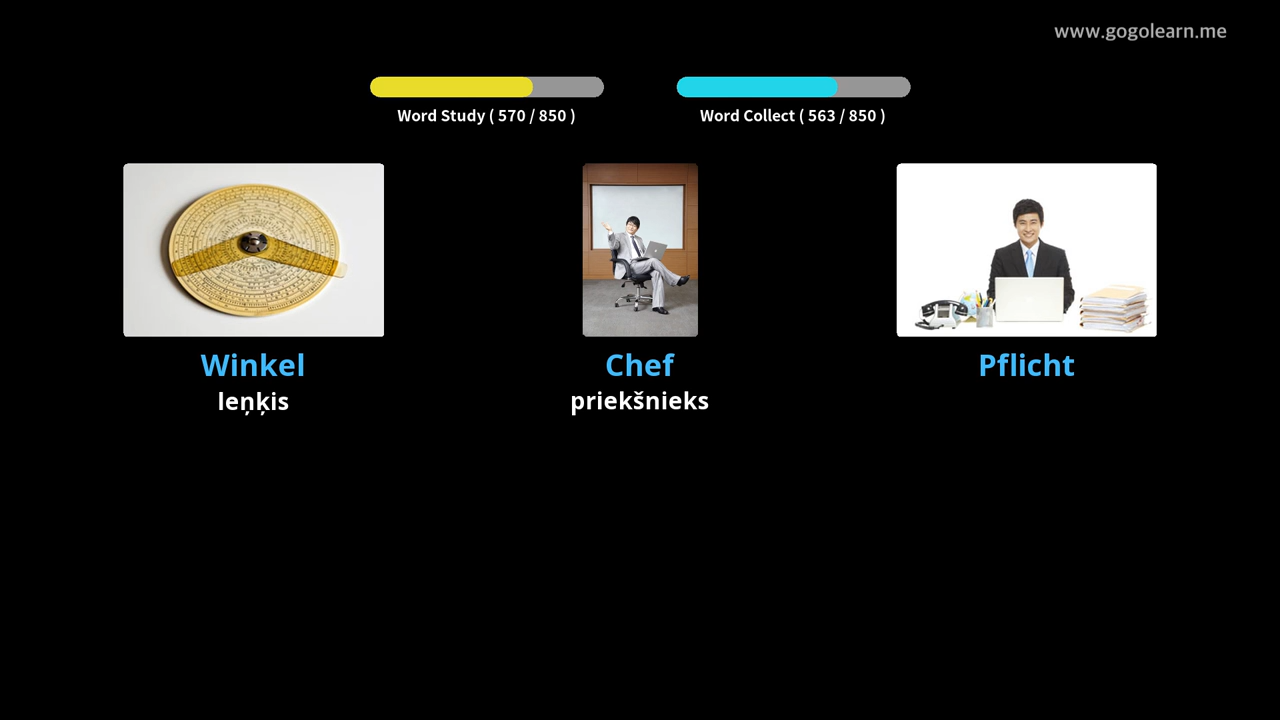 www.gogolearn.me
Word Study ( 570 / 850 )
Word Collect ( 563 / 850 )
Winkel
leņķis
Chef
priekšnieks
Pflicht